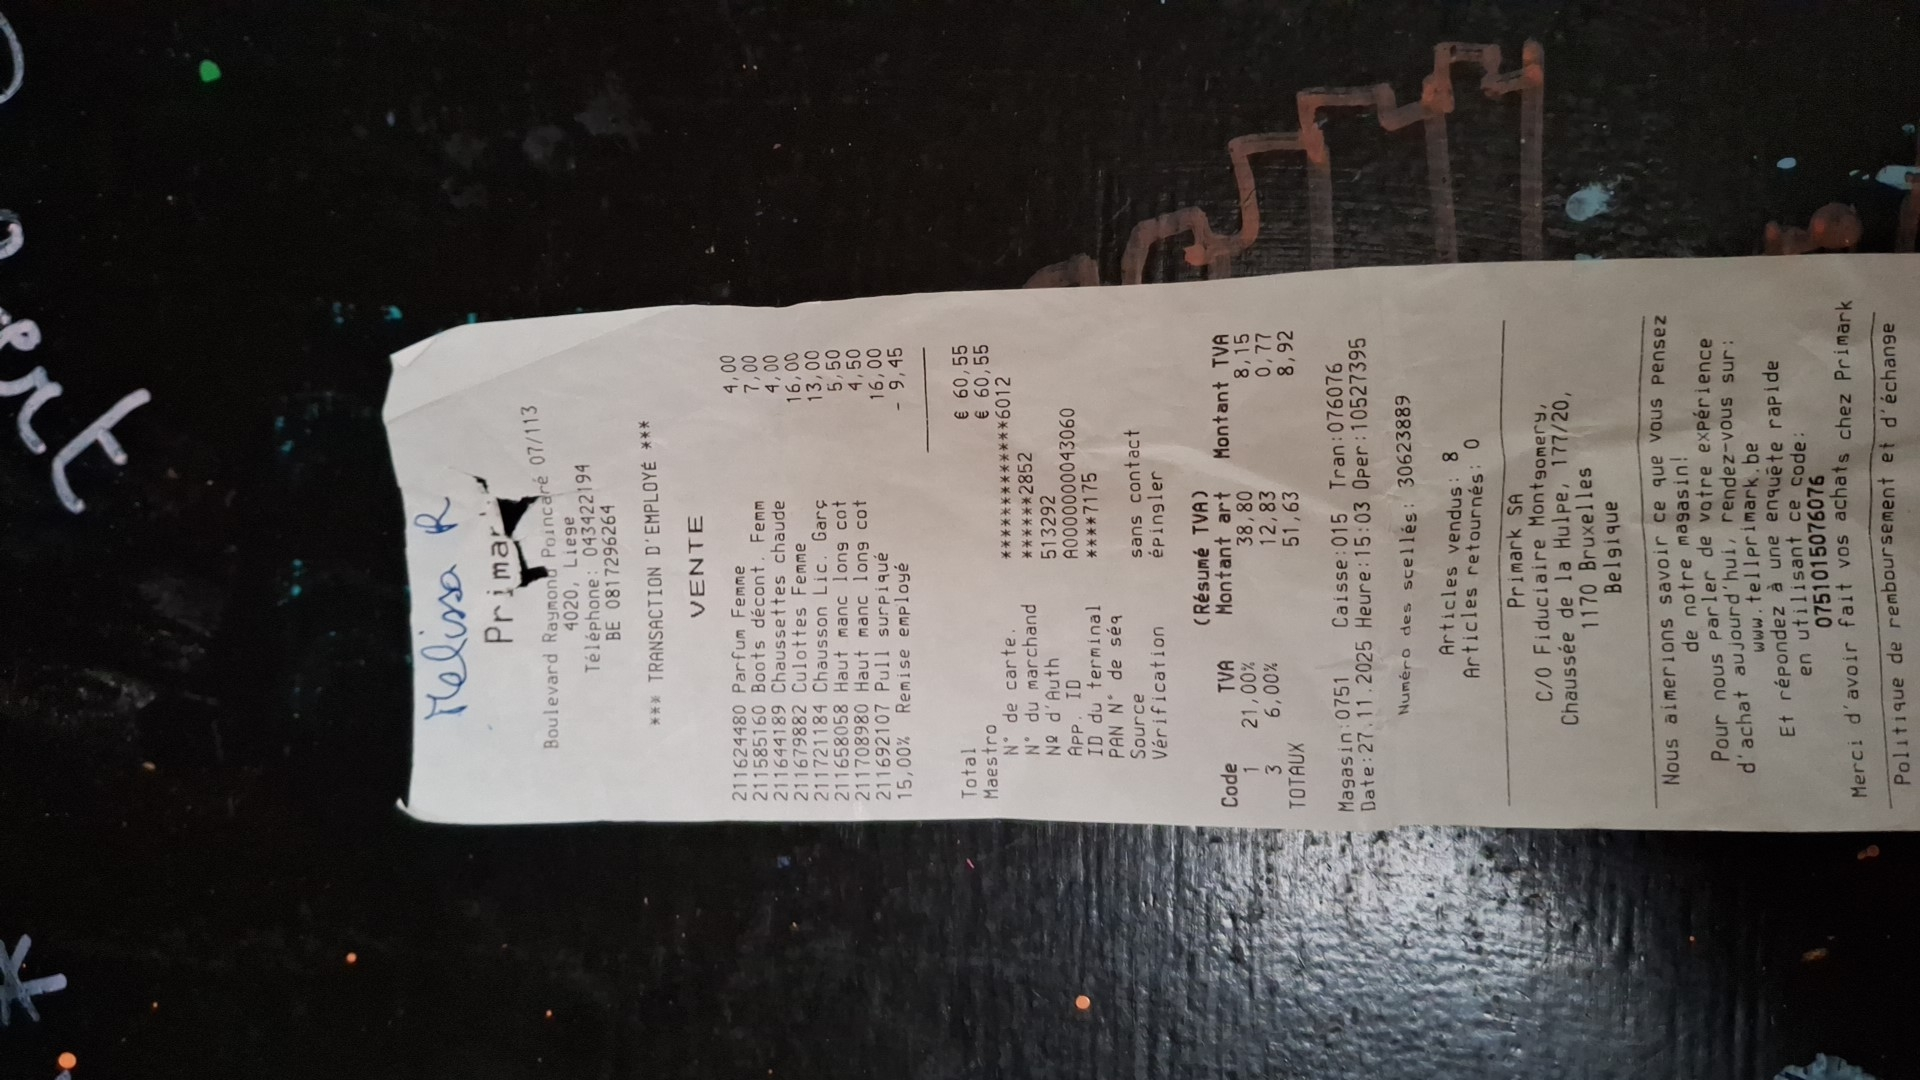 Melissa R
Primar
Boulevard Raymond Poincaré 07/113
4020, Liege
Téléphone: 043422194
BE 0817296264
*** TRANSACTION D'EMPLOYÉ ***
VENTE
211624480 Parfum Femme 4,00
211585160 Boots décont. Femm 7,00
211644189 Chaussettes chaude 4,00
211679882 Culottes Femme 16,00
211721184 Chausson Lic. Garç 13,00
211658058 Haut manc long cot 5,50
211708980 Haut manc long cot 4,50
211692107 Pull surpiqué 16,00
15,00% Remise employé - 9,45
Total € 60,55
Maestro € 60,55
N° de carte. ***************6012
N° du marchand ******2852
Nº d'Auth 513292
APP. ID A0000000043060
ID du terminal ****7175
PAN N° de séq
Source sans contact
Vérification épingler
(Résumé TVA)
Code TVA Montant art Montant TVA
1 21,00% 38,80 8,15
3 6,00% 12,83 0,77
TOTAUX 51,63 8,92
Magasin:0751 Caisse:015 Tran:076076
Date:27.11.2025 Heure:15:03 Oper:10527395
Numéro des scellés: 30623889
Articles vendus: 8
Articles retournés: 0
Primark SA
C/O Fiduciaire Montgomery,
Chaussée de la Hulpe, 177/20,
1170 Bruxelles
Belgique
Nous aimerions savoir ce que vous pensez
de notre magasin!
Pour nous parler de votre expérience
d'achat aujourd'hui, rendez-vous sur:
www.tellprimark.be
Et répondez à une enquête rapide
en utilisant ce code:
075101507607​6
Merci d'avoir fait vos achats chez Primark
Politique de remboursement et d'échange